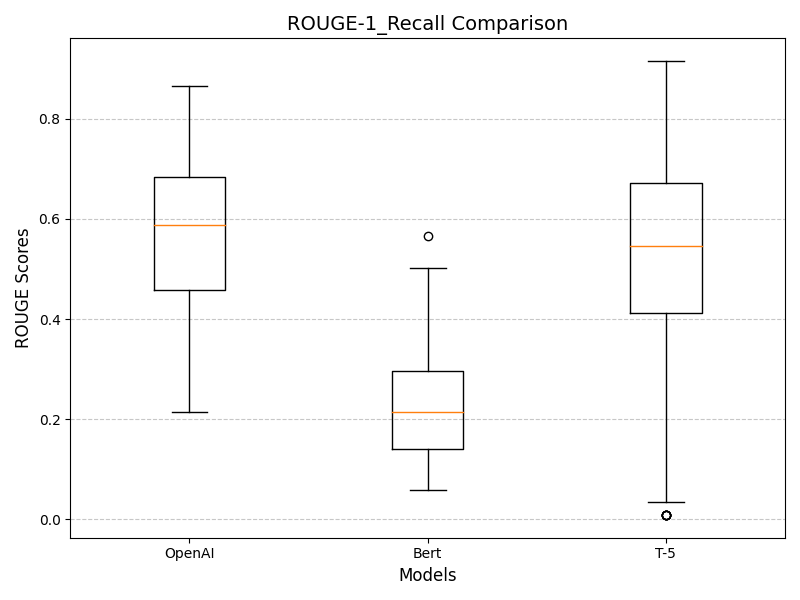 ROUGE-1_Recall Comparison
ROUGE Scores
0.8
0.6
0.4
0.2
0.0
OpenAI Bert T-5
Models